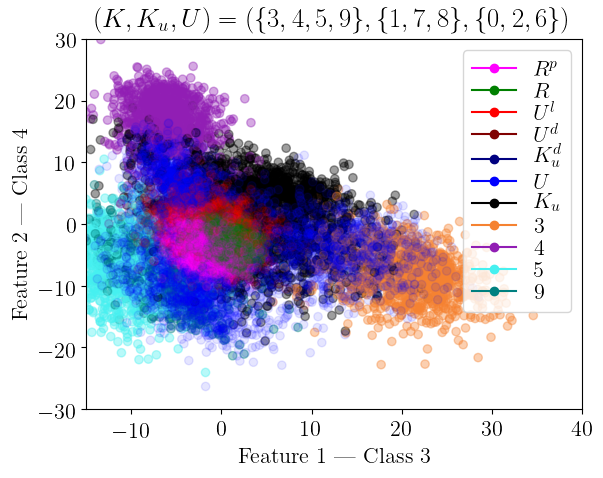 (K, K_u, U) = ({3, 4, 5, 9}, {1, 7, 8}, {0, 2, 6})
30
20
10
0
−10
−20
−30
Feature 2 — Class 4
R^p
R
U^l
U^d
K_u^d
U
K_u
3
4
5
9
−10
0
10
20
30
40
Feature 1 — Class 3